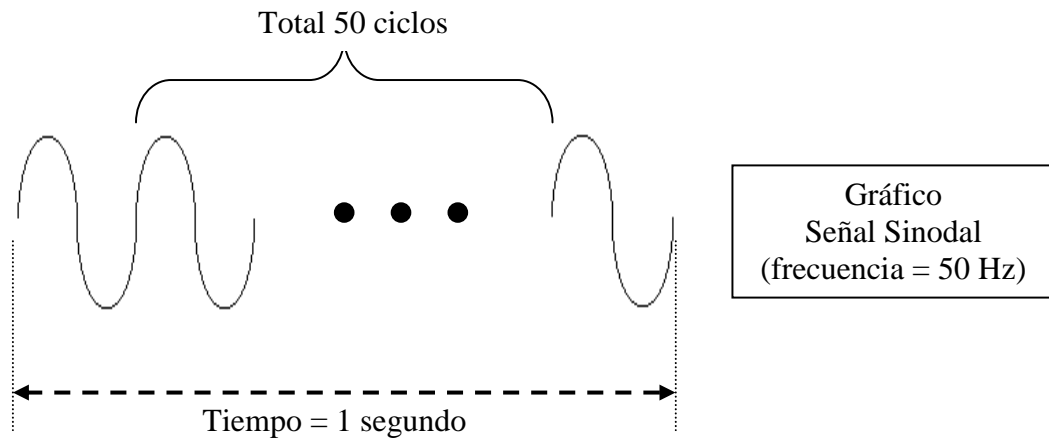 Total 50 ciclos
Gráfico
Señal Sinodal
(frecuencia = 50 Hz)
Tiempo = 1 segundo